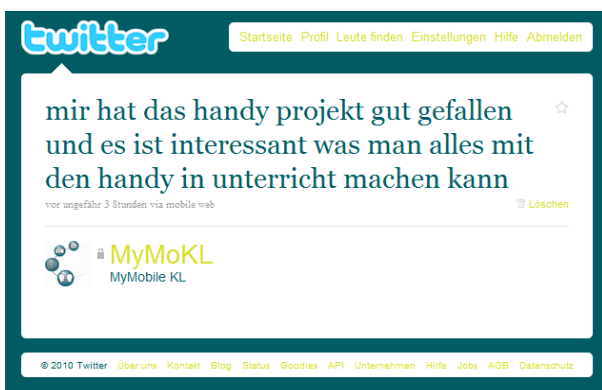 twitter
Startseite Profil Leute finden Einstellungen Hilfe Abmelden
mir hat das handy projekt gut gefallen
und es ist interessant was man alles mit
den handy in unterricht machen kann
vor ungefähr 3 Stunden via mobile web
Löschen
MyMoKL
MyMobile KL
© 2010 Twitter Über uns Kontakt Blog Status Goodies API Unternehmen Hilfe Jobs AGB Datenschutz